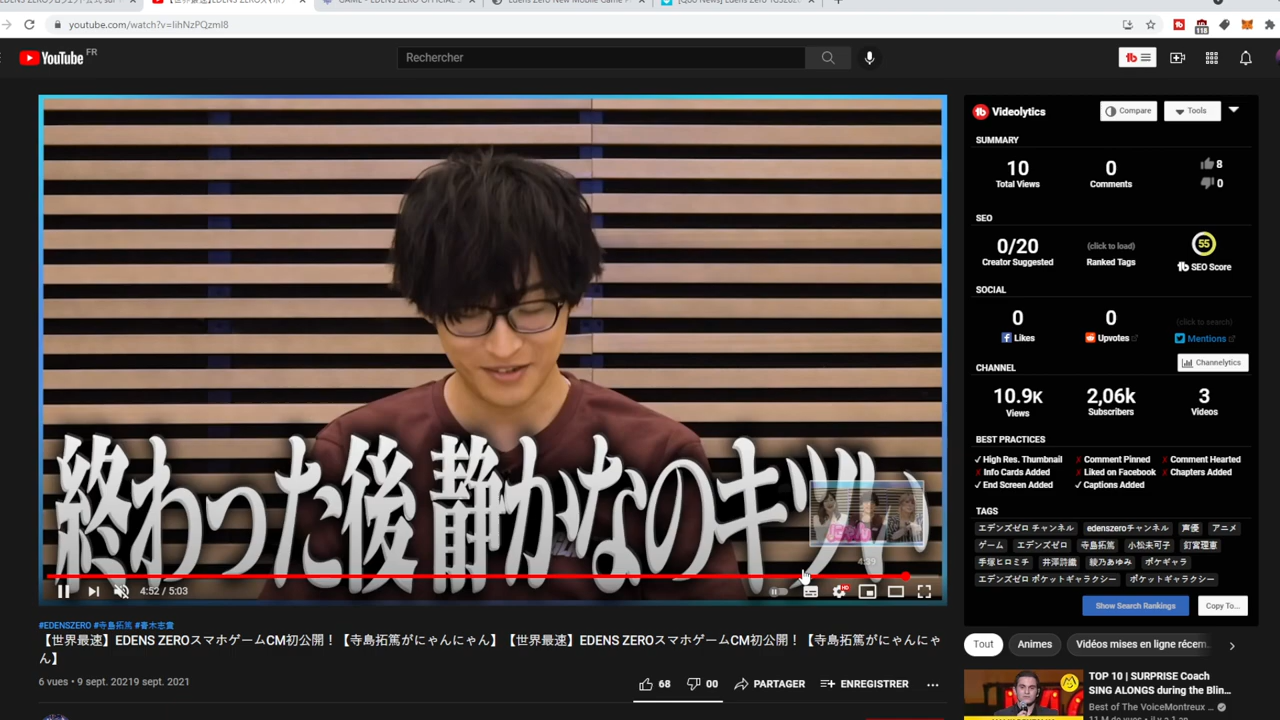 youtube.com/watch?v=IihNzPQzmI8
YouTube FR
Rechercher
118
終わった後 静かなのキツい
4:39
4:52 / 5:03
HD
#EDENSZERO #寺島拓篤 #青木志貴
【世界最速】EDENS ZEROスマホゲームCM初公開！【寺島拓篤がにゃんにゃん】【世界最速】EDENS ZEROスマホゲームCM初公開！【寺島拓篤がにゃんにゃ
ん】
6 vues • 9 sept. 20219 sept. 2021
68
00
PARTAGER
ENREGISTRER
Videolytics
Compare
Tools
SUMMARY
10
Total Views
0
Comments
8
0
SEO
0/20
Creator Suggested
(click to load)
Ranked Tags
55
SEO Score
SOCIAL
0
Likes
0
Upvotes
(click to search)
Mentions
Channelytics
CHANNEL
10.9K
Views
2,06k
Subscribers
3
Videos
BEST PRACTICES
High Res. Thumbnail
Comment Pinned
Comment Hearted
Info Cards Added
Liked on Facebook
Chapters Added
End Screen Added
Captions Added
TAGS
エデンズゼロ チャンネル
edenszeroチャンネル
声優
アニメ
ゲーム
エデンズゼロ
寺島拓篤
小松未可子
釘宮理恵
手塚ヒロミチ
井澤詩織
綾乃あゆみ
ポケギャラ
エデンズゼロ ポケットギャラクシー
ポケットギャラクシー
Show Search Rankings
Copy To...
Tout
Animes
Vidéos mises en ligne récem
TOP 10 | SURPRISE Coach
SING ALONGS during the Blin...
Best of The VoiceMontreux ...